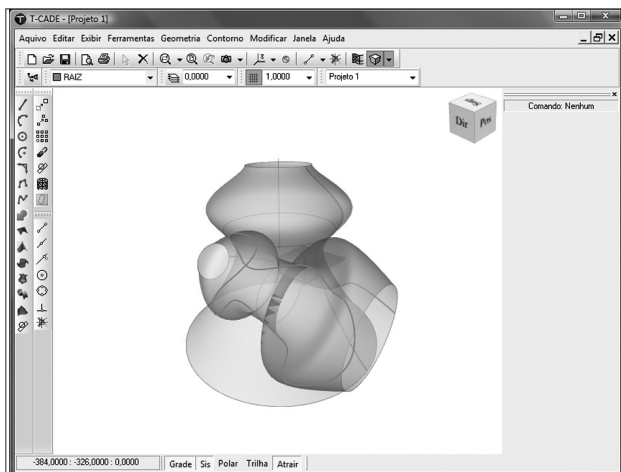 T-CADE - [Projeto 1]
Aquivo Editar Exibir Ferramentas Geometria Contorno Modificar Janela Ajuda
RAIZ 0,0000 1,0000 Projeto 1
Comando: Nenhum
Dir Pos
-384,0000 : -326,0000 : 0,0000 Grade Sis Polar Trilha Atrair